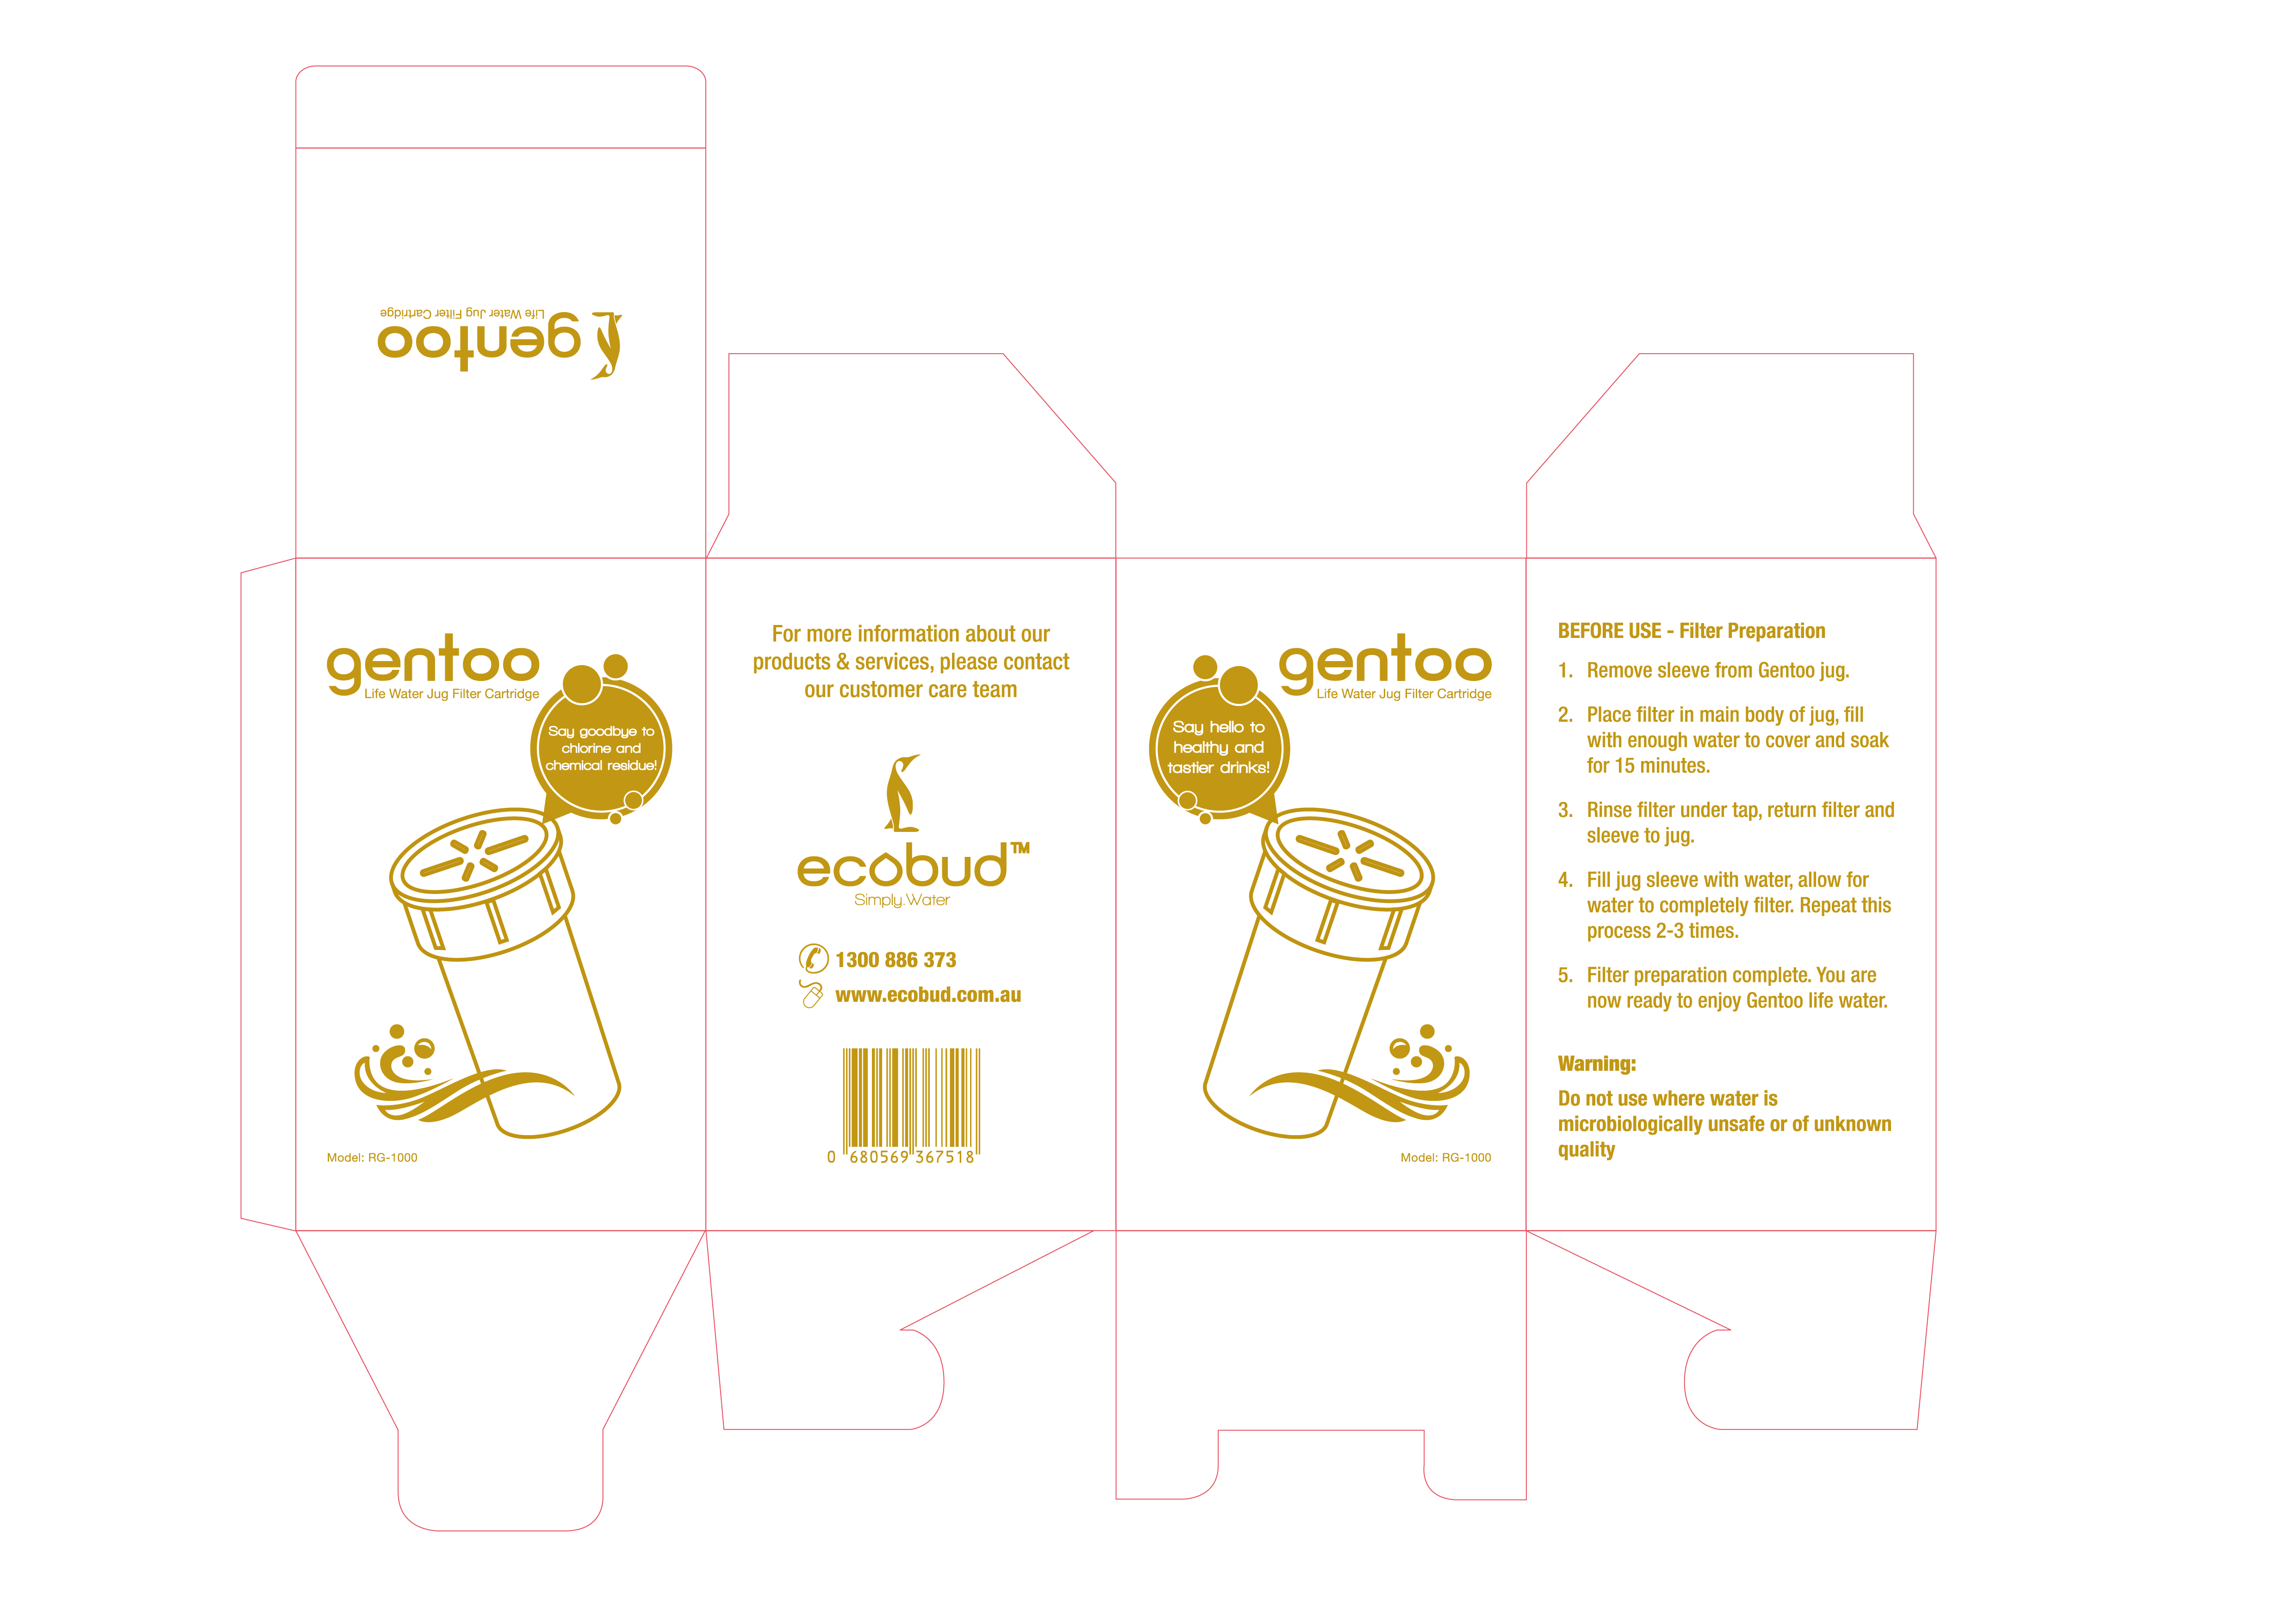 gentoo
Life Water Jug Filter Cartridge
gentoo
Life Water Jug Filter Cartridge
Say goodbye to
chlorine and
chemical residue!
Model: RG-1000
For more information about our
products & services, please contact
our customer care team
ecobud™
Simply.Water
1300 886 373
www.ecobud.com.au
0 680569 367518
gentoo
Life Water Jug Filter Cartridge
Say hello to
healthy and
tastier drinks!
Model: RG-1000
BEFORE USE - Filter Preparation
1. Remove sleeve from Gentoo jug.
2. Place filter in main body of jug, fill
with enough water to cover and soak
for 15 minutes.
3. Rinse filter under tap, return filter and
sleeve to jug.
4. Fill jug sleeve with water, allow for
water to completely filter. Repeat this
process 2-3 times.
5. Filter preparation complete. You are
now ready to enjoy Gentoo life water.
Warning:
Do not use where water is
microbiologically unsafe or of unknown
quality